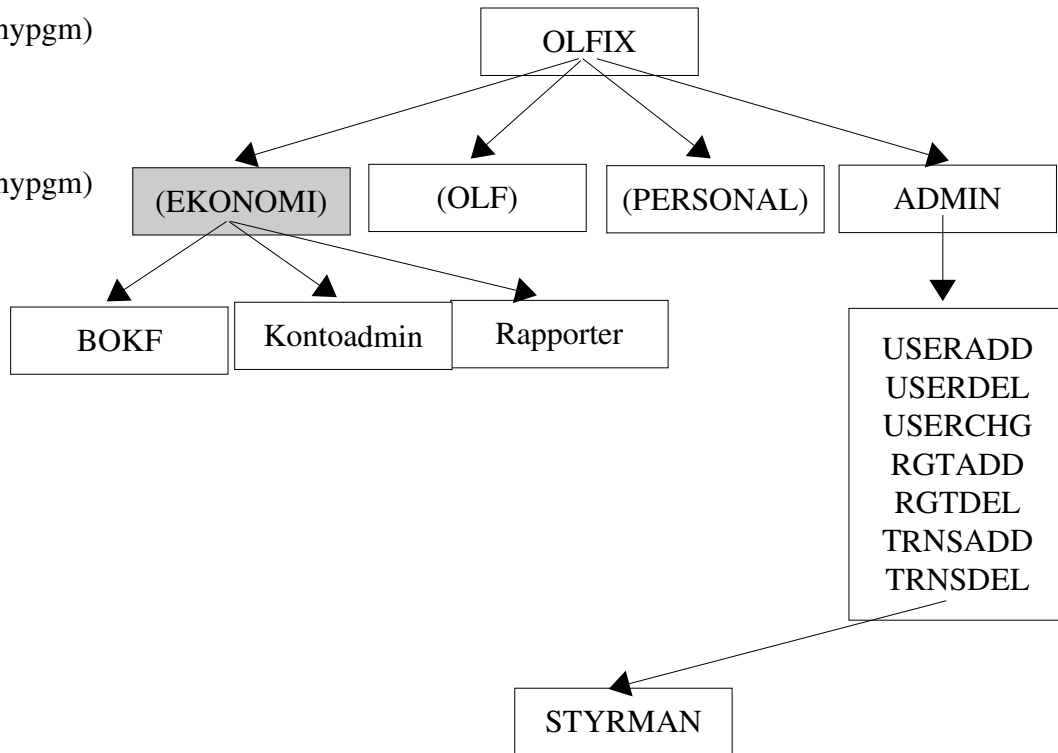 nypgm)
OLFIX
nypgm)
(EKONOMI)
(OLF)
(PERSONAL)
ADMIN
BOKF
Kontoadmin
Rapporter
USERADD
USERDEL
USERCHG
RGTADD
RGTDEL
TRNSADD
TRNSDEL
STYRMAN